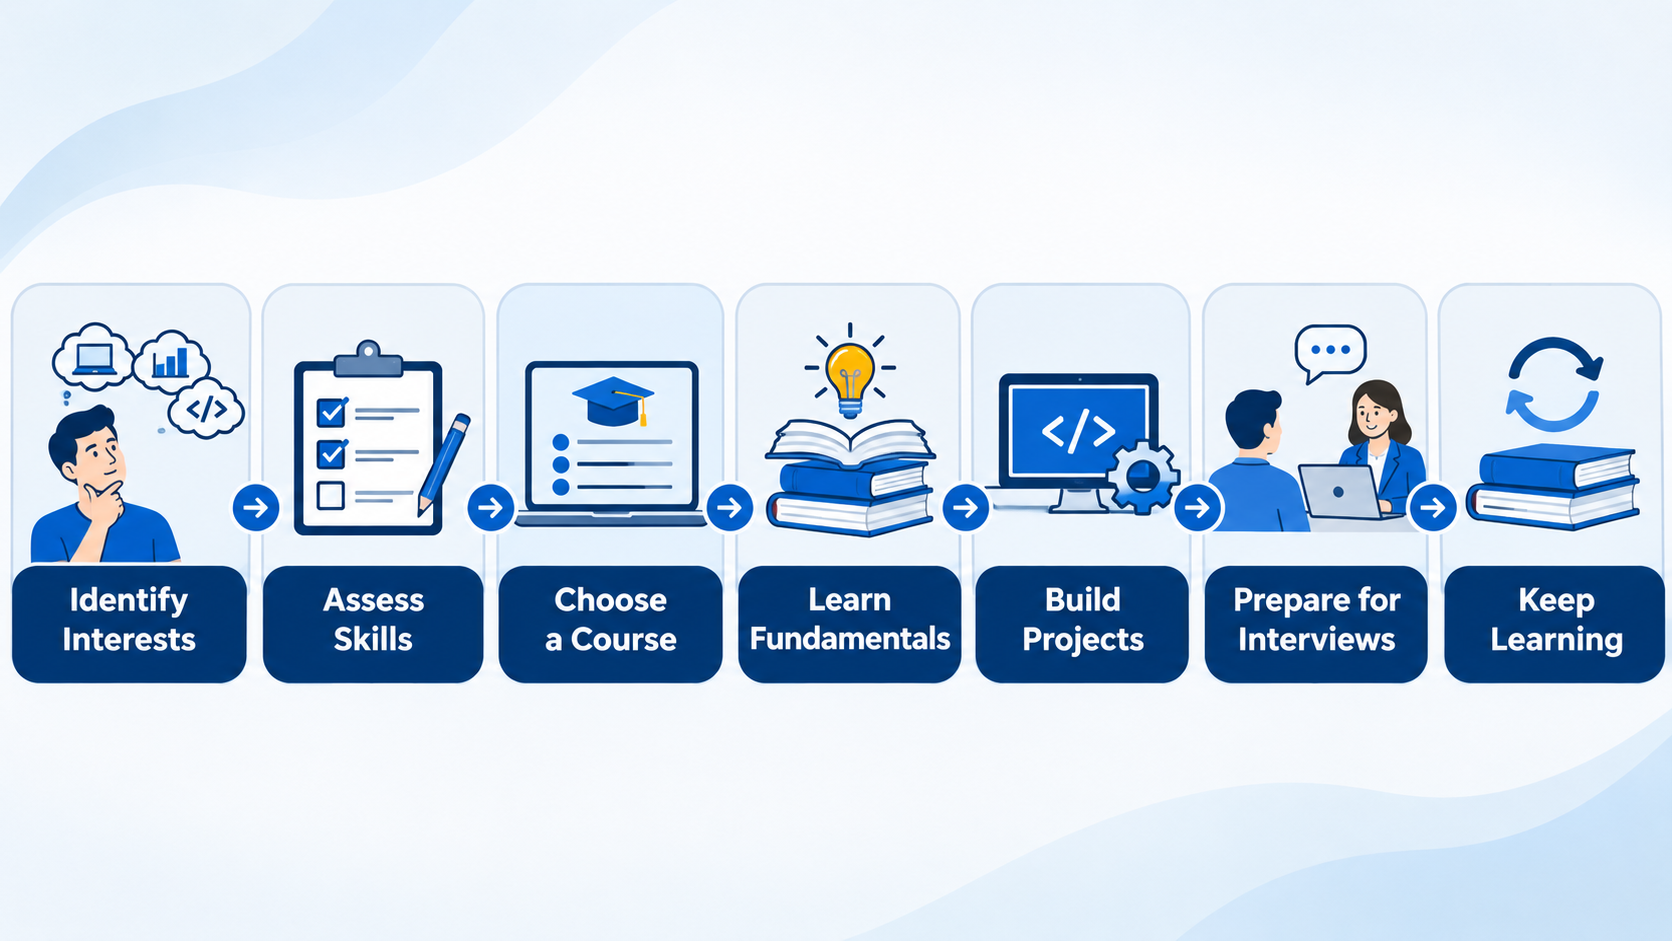 Identify
Interests
Assess
Skills
Choose
a Course
Learn
Fundamentals
Build
Projects
Prepare for
Interviews
Keep
Learning